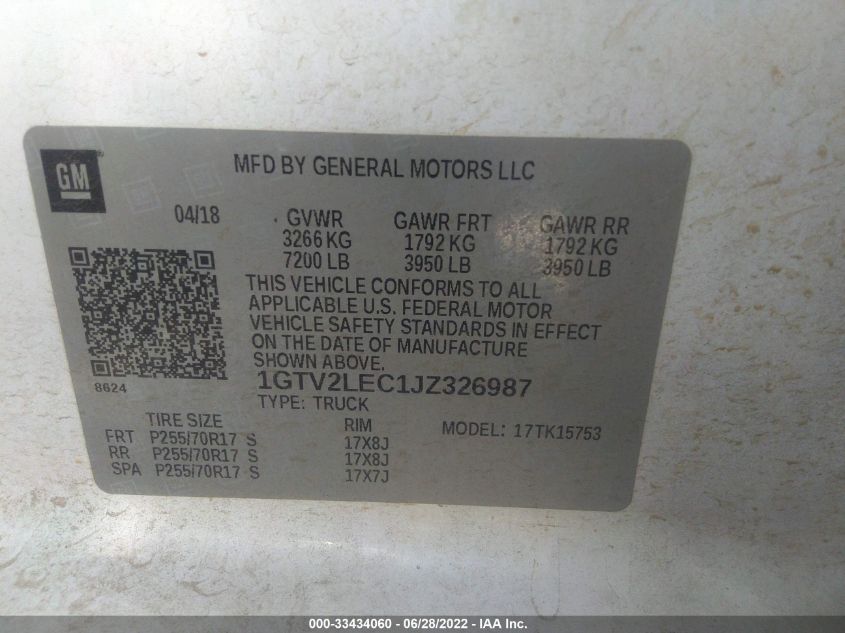 GM
MFD BY GENERAL MOTORS LLC
04/18 GVWR GAWR FRT GAWR RR
3266 KG 1792 KG 1792 KG
7200 LB 3950 LB 3950 LB
THIS VEHICLE CONFORMS TO ALL
APPLICABLE U.S. FEDERAL MOTOR
VEHICLE SAFETY STANDARDS IN EFFECT
ON THE DATE OF MANUFACTURE
SHOWN ABOVE.
8624
1GTV2LEC1JZ326987
TYPE: TRUCK
TIRE SIZE RIM MODEL: 17TK15753
FRT P255/70R17 S 17X8J
RR P255/70R17 S 17X8J
SPA P255/70R17 S 17X7J
000-33434060 - 06/28/2022 - IAA Inc.